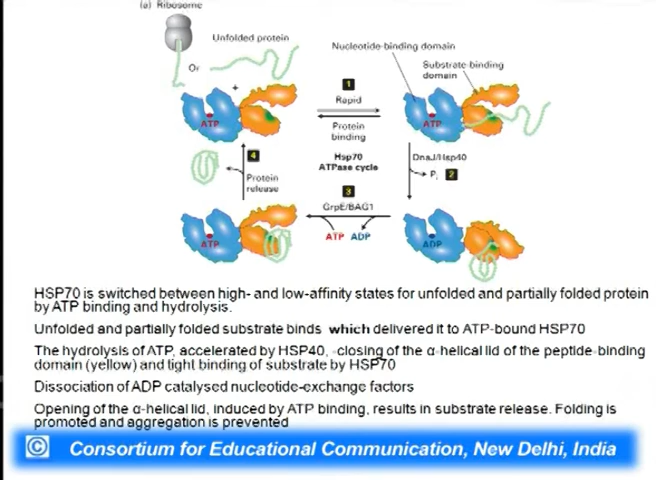 (a) Ribosome
Unfolded protein
Nucleotide-binding domain
Substrate-binding
domain
Or
+
ATP
1
Rapid
Protein
binding
ATP
Hsp70
ATPase cycle
4
Protein
release
DnaJ/Hsp40
Pi 2
3
GrpE/BAG1
ATP ADP
ATP
ADP
HSP70 is switched between high- and low-affinity states for unfolded and partially folded protein
by ATP binding and hydrolysis.
Unfolded and partially folded substrate binds which delivered it to ATP-bound HSP70
The hydrolysis of ATP, accelerated by HSP40, -closing of the α-helical lid of the peptide-binding
domain (yellow) and tight binding of substrate by HSP70
Dissociation of ADP catalysed nucleotide-exchange factors
Opening of the α-helical lid, induced by ATP binding, results in substrate release. Folding is
promoted and aggregation is prevented
© Consortium for Educational Communication, New Delhi, India